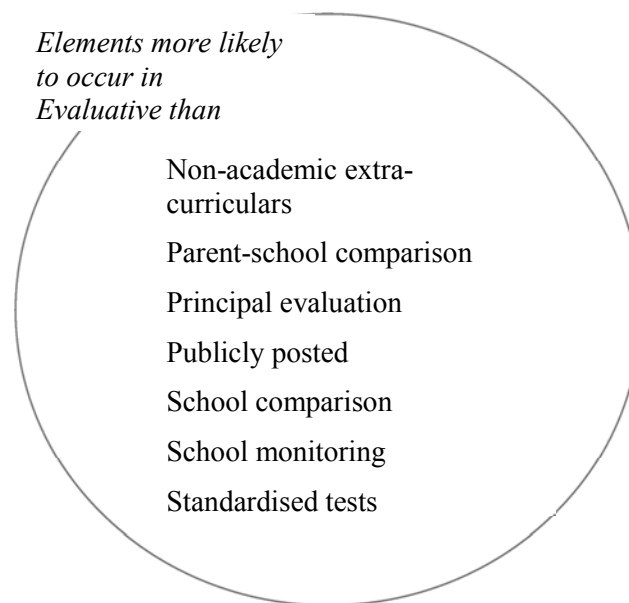 Elements more likely
to occur in
Evaluative than
Non-academic extra-
curriculars
Parent-school comparison
Principal evaluation
Publicly posted
School comparison
School monitoring
Standardised tests